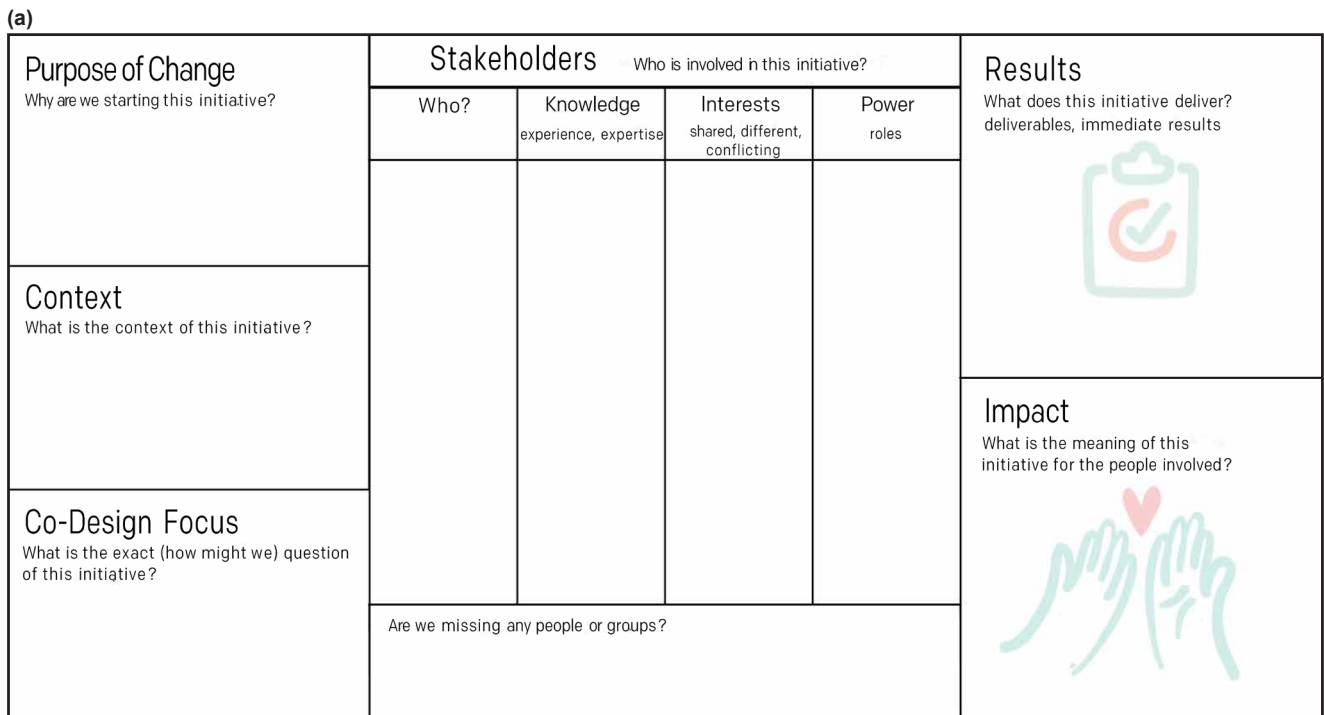 (a)
Purpose of Change
Why are we starting this initiative?
Context
What is the context of this initiative?
Co-Design Focus
What is the exact (how might we) question
of this initiative?
Stakeholders Who is involved in this initiative?
Who?
Knowledge
experience, expertise
Interests
shared, different,
conflicting
Power
roles
Are we missing any people or groups?
Results
What does this initiative deliver?
deliverables, immediate results
Impact
What is the meaning of this
initiative for the people involved?